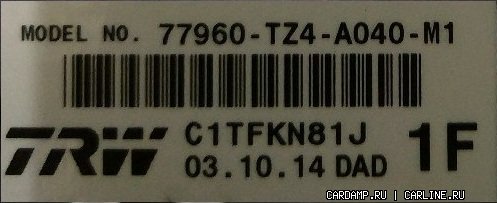 MODEL NO. 77960-TZ4-A040-M1
TRW C1TFKN81J 1F
03.10.14 DAD
CARDAMP.RU | CARLINE.RU